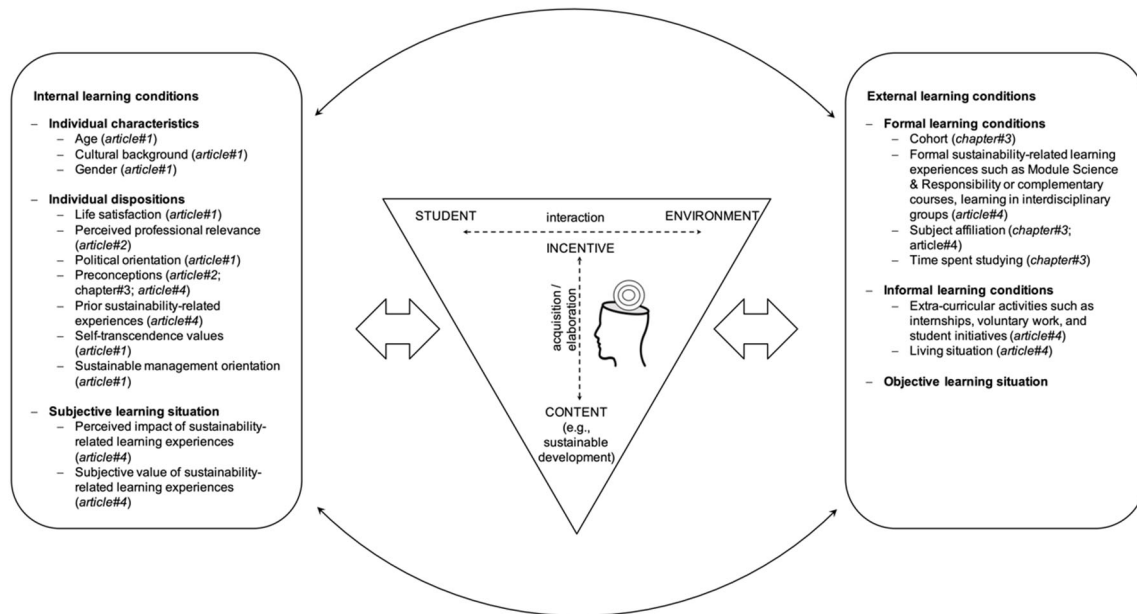 Internal learning conditions
– Individual characteristics
– Age (article#1)
– Cultural background (article#1)
– Gender (article#1)
– Individual dispositions
– Life satisfaction (article#1)
– Perceived professional relevance
(article#2)
– Political orientation (article#1)
– Preconceptions (article#2;
chapter#3; article#4)
– Prior sustainability-related
experiences (article#4)
– Self-transcendence values
(article#1)
– Sustainable management orientation
(article#1)
– Subjective learning situation
– Perceived impact of sustainability-
related learning experiences
(article#4)
– Subjective value of sustainability-
related learning experiences
(article#4)
STUDENT
interaction
ENVIRONMENT
INCENTIVE
acquisition /
elaboration
CONTENT
(e.g.,
sustainable
development)
External learning conditions
– Formal learning conditions
– Cohort (chapter#3)
– Formal sustainability-related learning
experiences such as Module Science
& Responsibility or complementary
courses, learning in interdisciplinary
groups (article#4)
– Subject affiliation (chapter#3;
article#4)
– Time spent studying (chapter#3)
– Informal learning conditions
– Extra-curricular activities such as
internships, voluntary work, and
student initiatives (article#4)
– Living situation (article#4)
– Objective learning situation